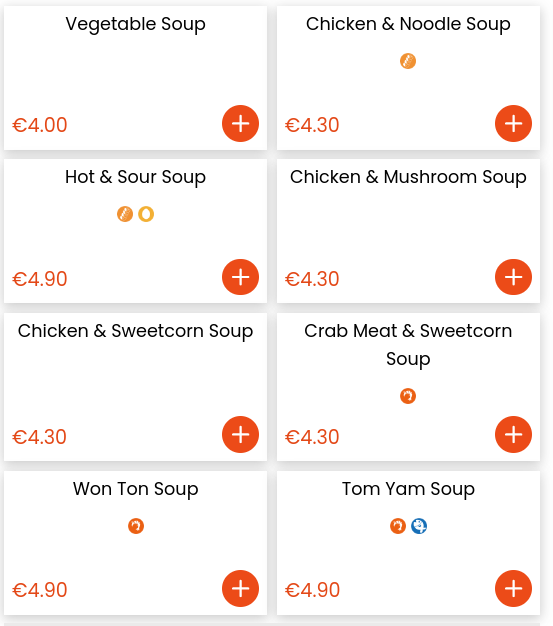 Vegetable Soup
€4.00
Chicken & Noodle Soup
€4.30
Hot & Sour Soup
€4.90
Chicken & Mushroom Soup
€4.30
Chicken & Sweetcorn Soup
€4.30
Crab Meat & Sweetcorn
Soup
€4.30
Won Ton Soup
€4.90
Tom Yam Soup
€4.90